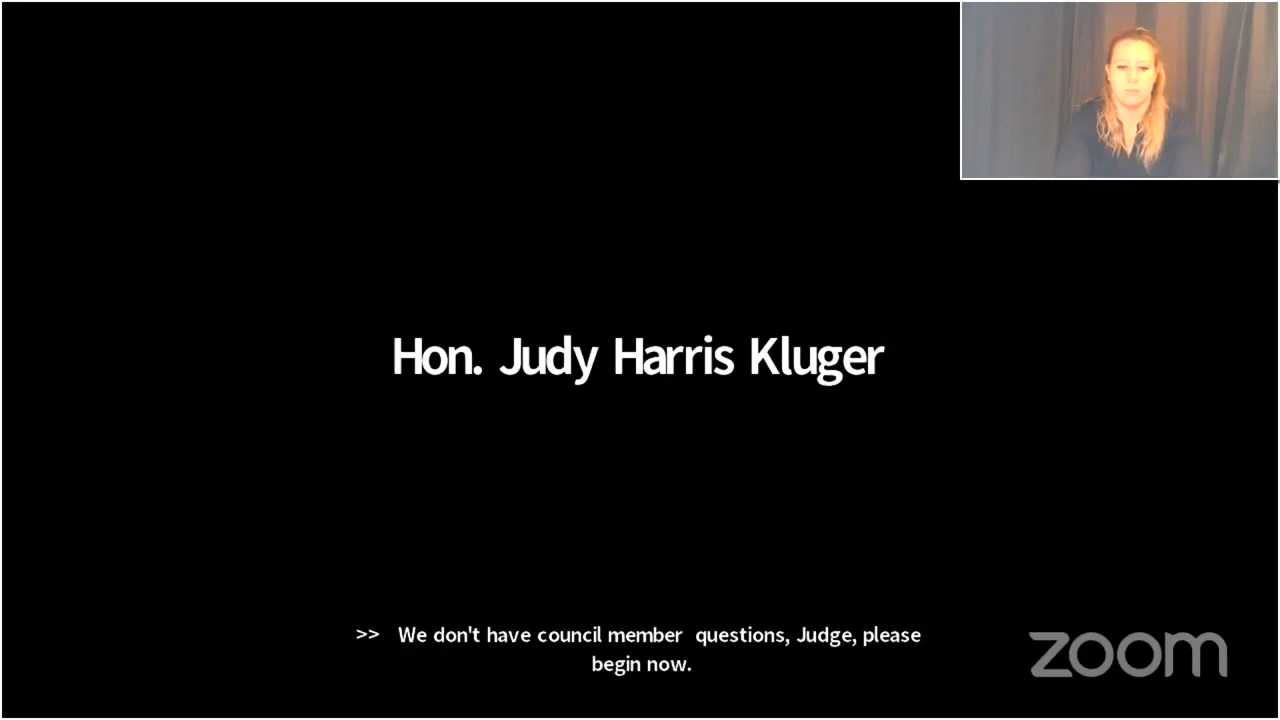 Hon. Judy Harris Kluger
>> We don't have council member questions, Judge, please
begin now.
zoom